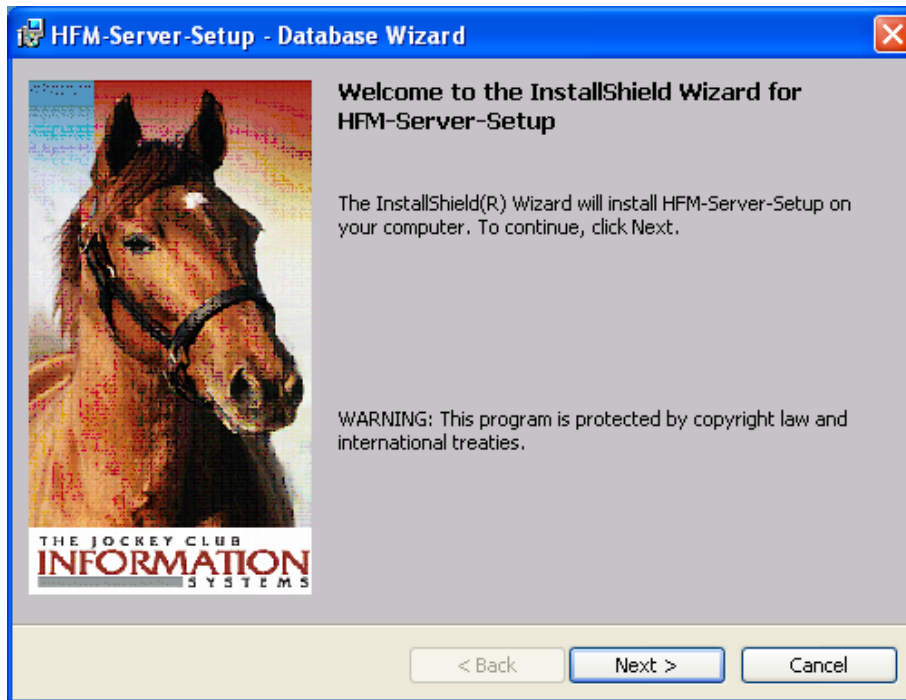 HFM-Server-Setup - Database Wizard
Welcome to the InstallShield Wizard for
HFM-Server-Setup
The InstallShield(R) Wizard will install HFM-Server-Setup on
your computer. To continue, click Next.
WARNING: This program is protected by copyright law and
international treaties.
THE JOCKEY CLUB
INFORMATION
SYSTEMS
< Back Next > Cancel